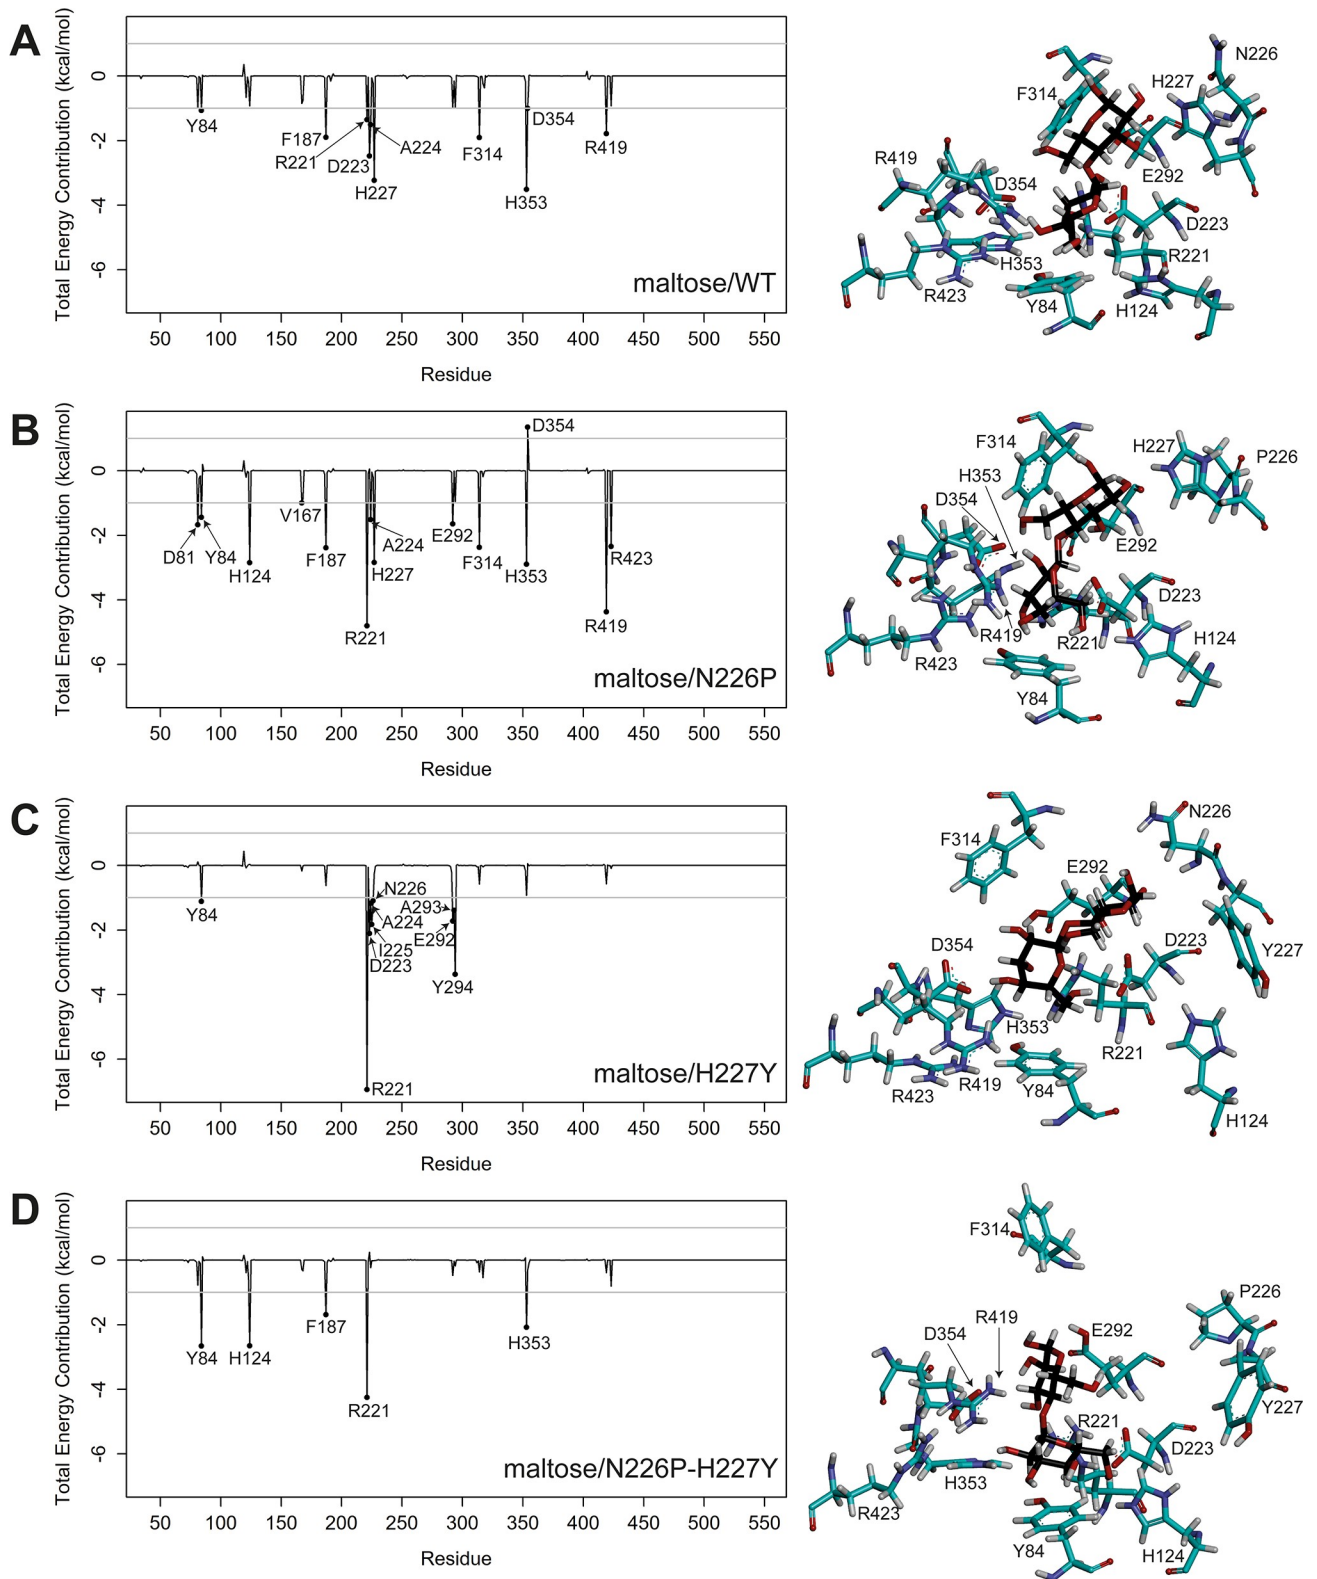 A
Total Energy Contribution (kcal/mol)
0
2
-4
-6
Y84
F187
R221
D223
A224
H227
F314
D354
H353
R419
maltose/WT
50 100 150 200 250 300 350 400 450 500 550
Residue
N226
H227
F314
E292
R419
D354
D223
R221
H353
R423
Y84
H124
B
Total Energy Contribution (kcal/mol)
0
2
-4
-6
D354
D81
Y84
H124
V167
F187
A224
H227
R221
E292
F314
H353
R423
R419
maltose/N226P
50 100 150 200 250 300 350 400 450 500 550
Residue
F314
H227
P226
H353
D354
E292
D223
R419
R221
H124
R423
Y84
C
Total Energy Contribution (kcal/mol)
0
-2
-4
-6
Y84
N226
A293
A224
E292
I225
D223
Y294
R221
maltose/H227Y
50 100 150 200 250 300 350 400 450 500 550
Residue
N226
F314
E292
D354
D223
Y227
H353
R221
R423
R419
Y84
H124
D
Total Energy Contribution (kcal/mol)
0
-2
-4
-6
Y84
H124
F187
R221
H353
maltose/N226P-H227Y
50 100 150 200 250 300 350 400 450 500 550
Residue
F314
P226
R419
D354
E292
Y227
R221
D223
H353
R423
Y84
H124